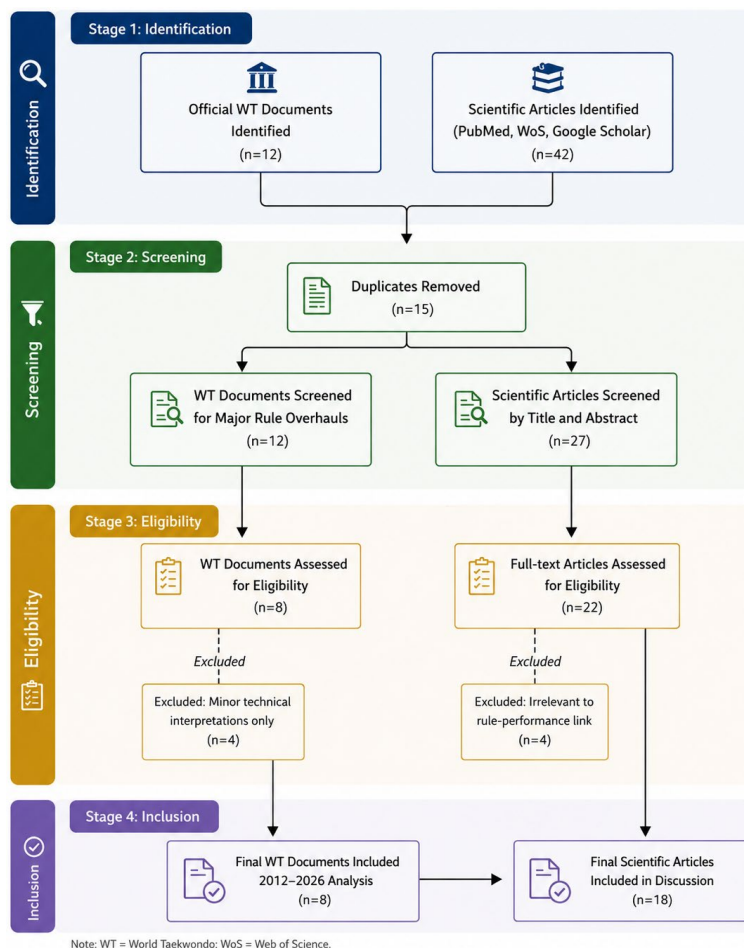 Stage 1: Identification
Identification
Official WT Documents
Identified
(n=12)
Scientific Articles Identified
(PubMed, WoS, Google Scholar)
(n=42)
Stage 2: Screening
Screening
Duplicates Removed
(n=15)
WT Documents Screened
for Major Rule Overhauls
(n=12)
Scientific Articles Screened
by Title and Abstract
(n=27)
Stage 3: Eligibility
Eligibility
WT Documents Assessed
for Eligibility
(n=8)
Full-text Articles Assessed
for Eligibility
(n=22)
Excluded
Excluded
Excluded: Minor technical
interpretations only
(n=4)
Excluded: Irrelevant to
rule-performance link
(n=4)
Stage 4: Inclusion
Inclusion
Final WT Documents Included
2012–2026 Analysis
(n=8)
Final Scientific Articles
Included in Discussion
(n=18)
Note: WT = World Taekwondo; WoS = Web of Science.